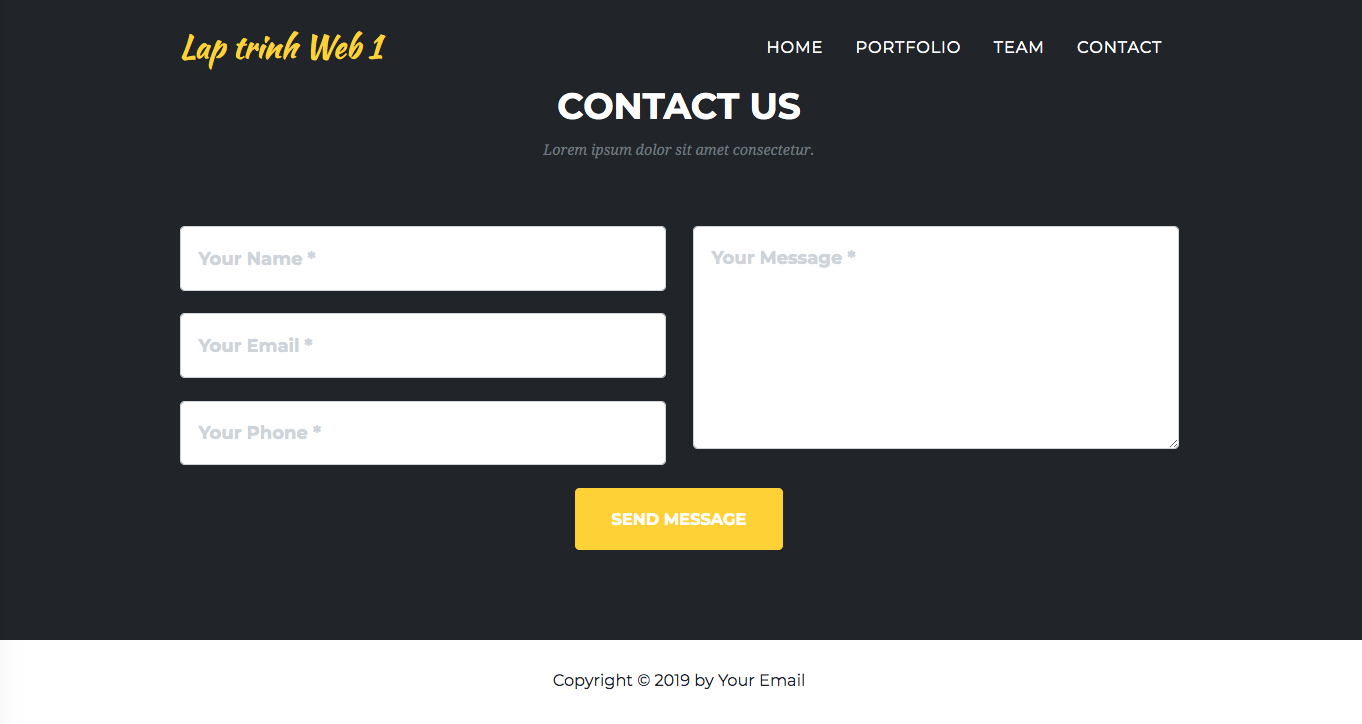 Lap trinh Web 1
HOME PORTFOLIO TEAM CONTACT
CONTACT US
Lorem ipsum dolor sit amet consectetur.
Your Name *
Your Email *
Your Phone *
Your Message *
SEND MESSAGE
Copyright © 2019 by Your Email